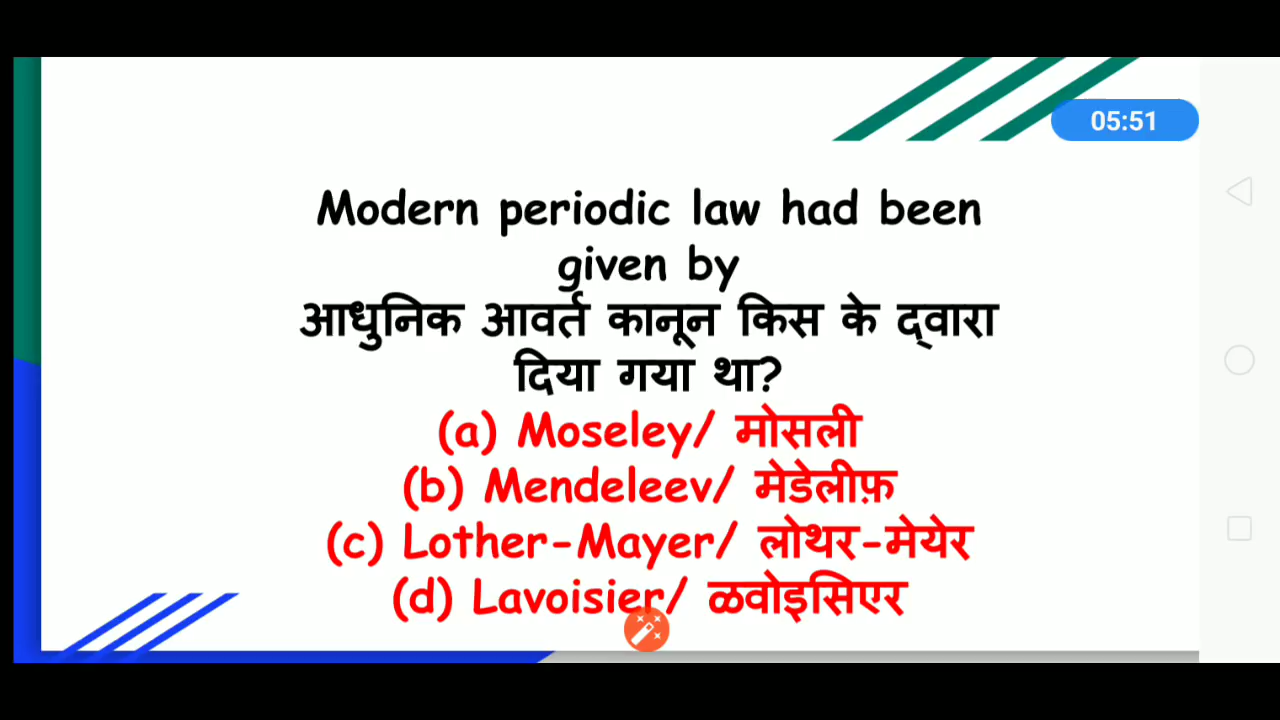 05:51
Modern periodic law had been
given by
आधुनिक आवर्त कानून किस के द्वारा
दिया गया था?
(a) Moseley/ मोसली
(b) Mendeleev/ मेडेलीफ़
(c) Lother-Mayer/ लोथर-मेयेर
(d) Lavoisier/ ळवोइसिएर